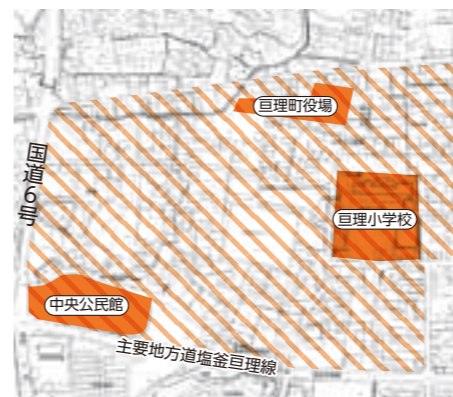 亘理町役場
国道6号
亘理小学校
中央公民館
主要地方道塩釜亘理線